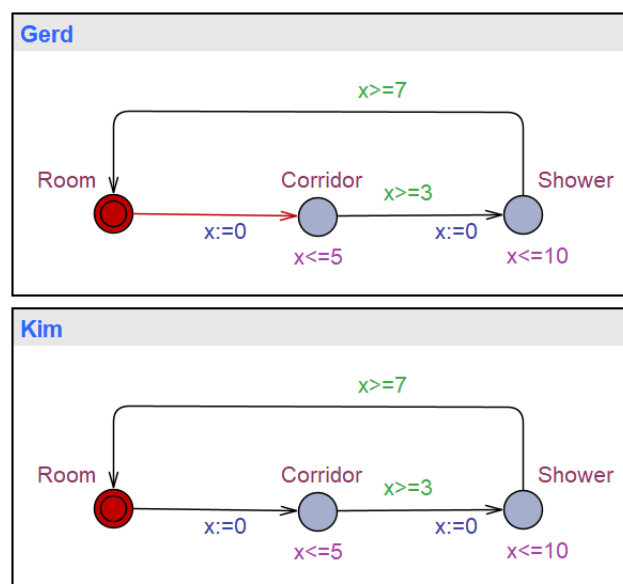 Gerd
x>=7
Room
Corridor
Shower
x>=3
x:=0
x:=0
x<=5
x<=10
Kim
x>=7
Room
Corridor
Shower
x>=3
x:=0
x:=0
x<=5
x<=10